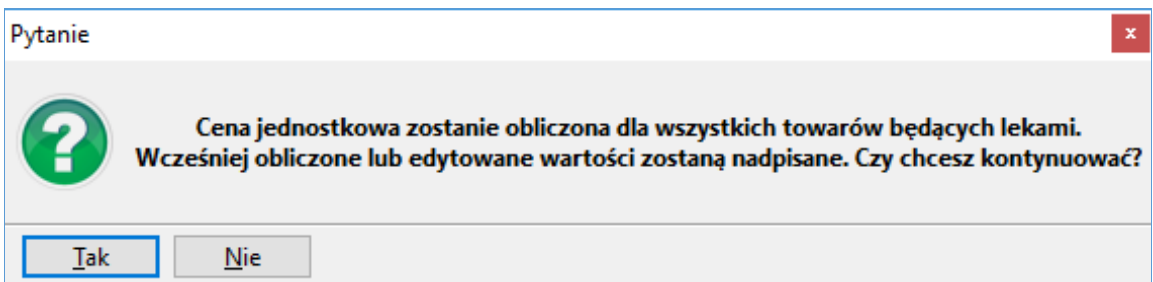 Pytanie
x
Cena jednostkowa zostanie obliczona dla wszystkich towarów będących lekami.
Wcześniej obliczone lub edytowane wartości zostaną nadpisane. Czy chcesz kontynuować?
Tak
Nie